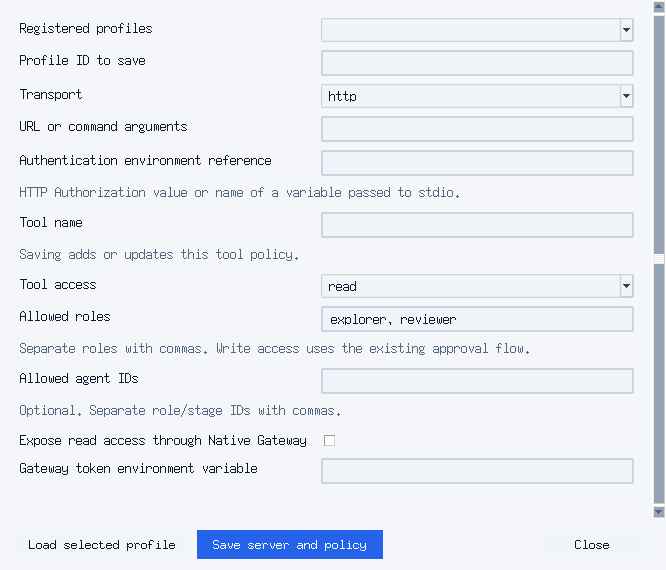 Registered profiles
Profile ID to save
Transport http
URL or command arguments
Authentication environment reference
HTTP Authorization value or name of a variable passed to stdio.
Tool name
Saving adds or updates this tool policy.
Tool access read
Allowed roles explorer, reviewer
Separate roles with commas. Write access uses the existing approval flow.
Allowed agent IDs
Optional. Separate role/stage IDs with commas.
Expose read access through Native Gateway
Gateway token environment variable
Load selected profile Save server and policy Close